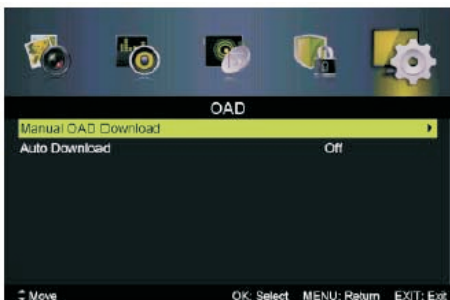 OAD
Manual OAD Download
Auto Download Off
Move OK: Select MENU: Return EXIT: Exit